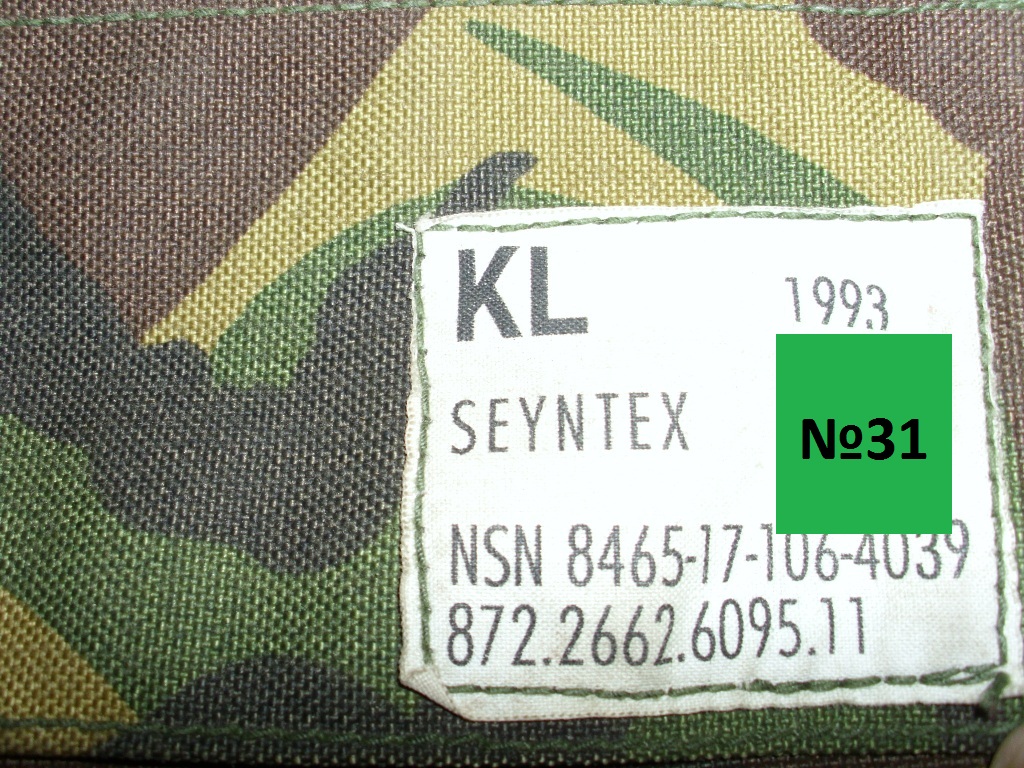 KL 1993
SEYNTEX
№31
NSN 8465-17-106-4039
872.2662.6095.11